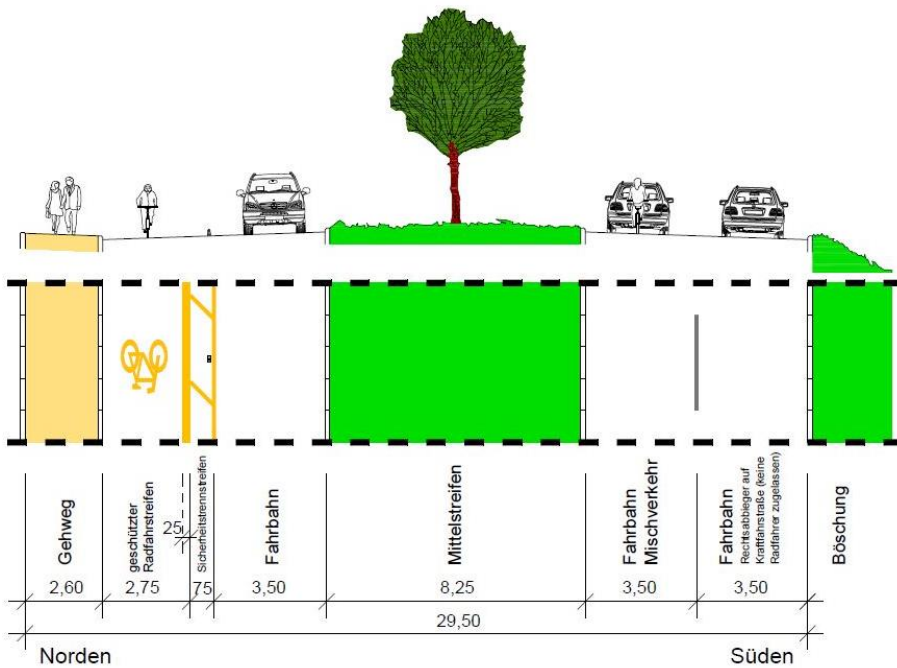 Gehweg
geschützter
Radfahrstreifen
25
Sicherheitstrennstreifen
Fahrbahn
Mittelstreifen
Fahrbahn
Mischverkehr
Fahrbahn
Rechtsabbieger auf
Kraftfahrstraße (keine
Radfahrer zugelassen)
Böschung
2,60
2,75
75
3,50
8,25
3,50
3,50
29,50
Norden
Süden